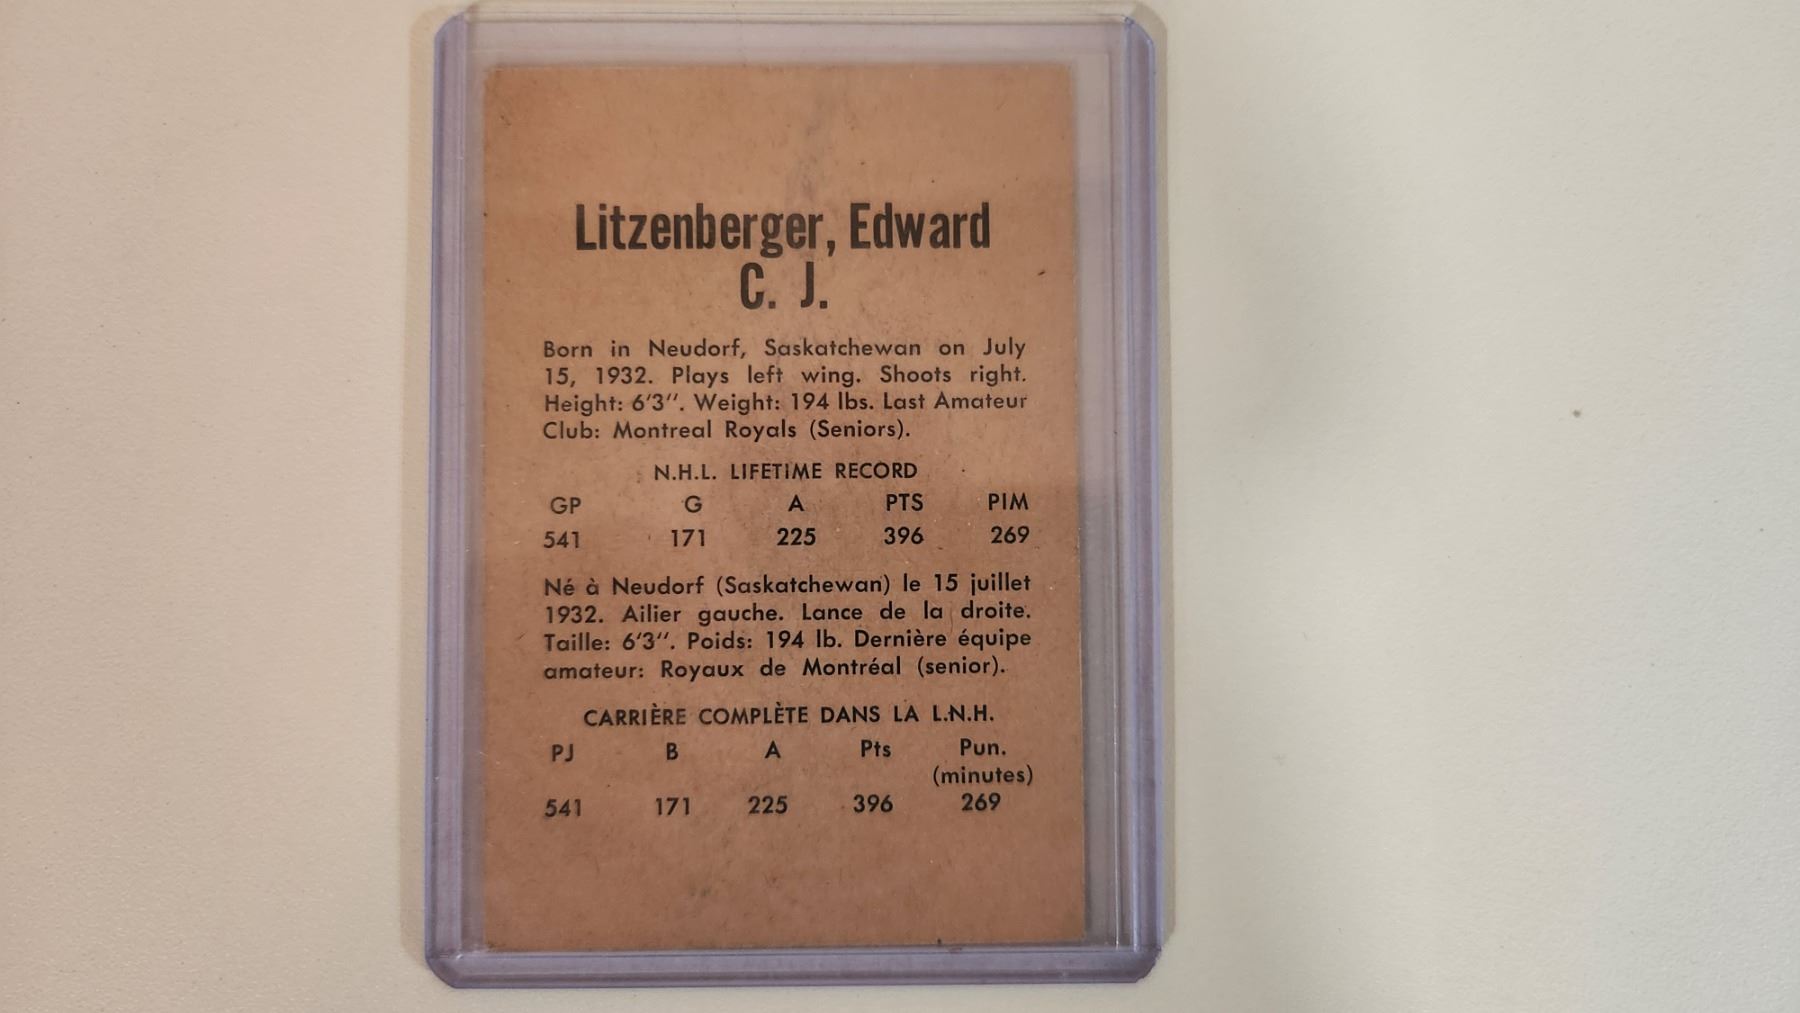 Litzenberger, Edward
C. J.
Born in Neudorf, Saskatchewan on July
15, 1932. Plays left wing. Shoots right.
Height: 6'3". Weight: 194 lbs. Last Amateur
Club: Montreal Royals (Seniors).
N.H.L. LIFETIME RECORD
GP G A PTS PIM
541 171 225 396 269
Né à Neudorf (Saskatchewan) le 15 juillet
1932. Ailier gauche. Lance de la droite.
Taille: 6'3". Poids: 194 lb. Dernière équipe
amateur: Royaux de Montréal (senior).
CARRIÈRE COMPLÈTE DANS LA L.N.H.
PJ B A Pts Pun.
(minutes)
541 171 225 396 269